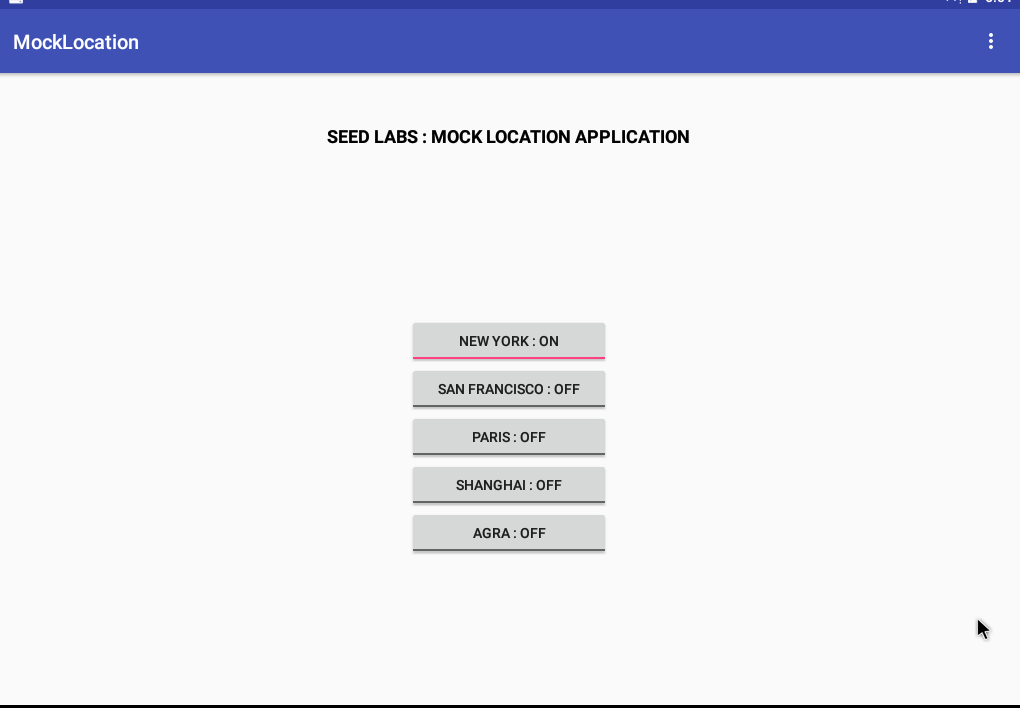 MockLocation
SEED LABS : MOCK LOCATION APPLICATION
NEW YORK : ON
SAN FRANCISCO : OFF
PARIS : OFF
SHANGHAI : OFF
AGRA : OFF